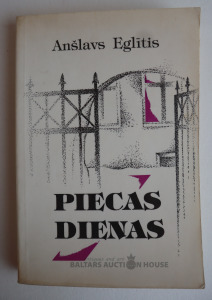 Anšlavs Eglītis
PIECAS
DIENAS
BALTARS AUCTION HOUSE